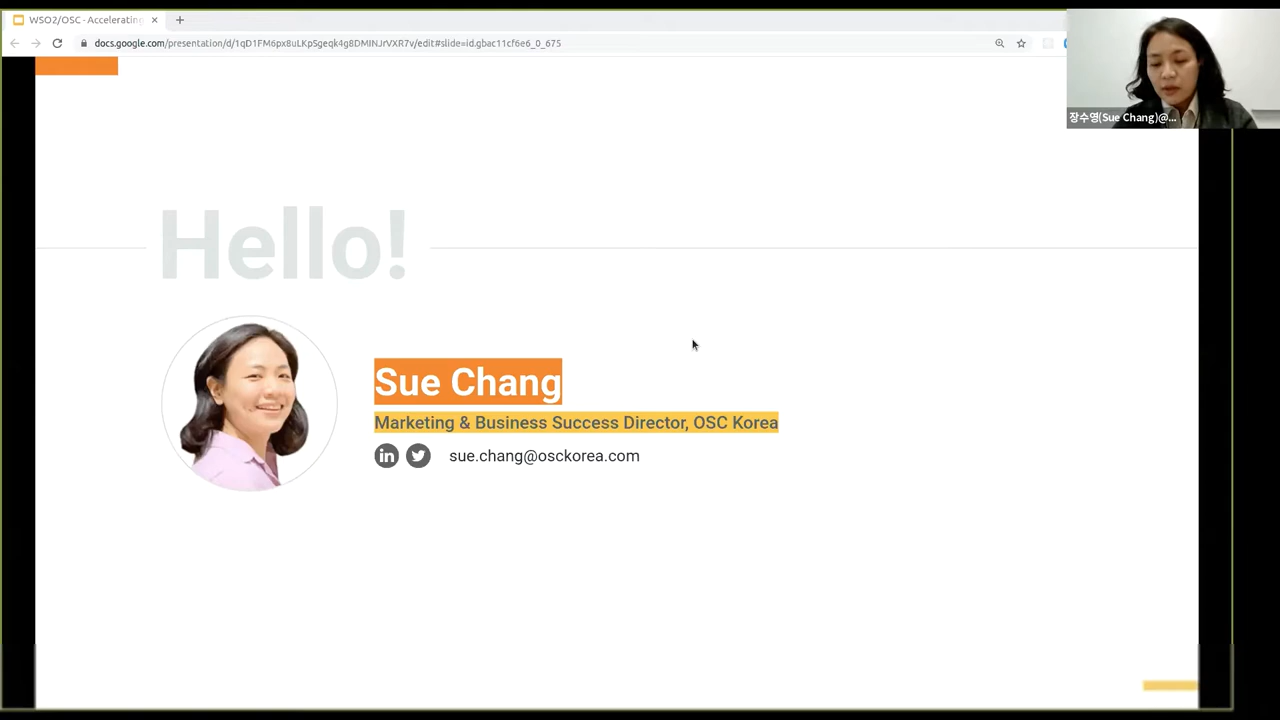 WSO2/OSC - Accelerating
docs.google.com/presentation/d/1qD1FM6px8uLKpSgeqk4g8DMINJrVXR7v/edit#slide=id.gbac11cf6e6_0_675
장수영(Sue Chang)@...
Hello!
Sue Chang
Marketing & Business Success Director, OSC Korea
in sue.chang@osckorea.com